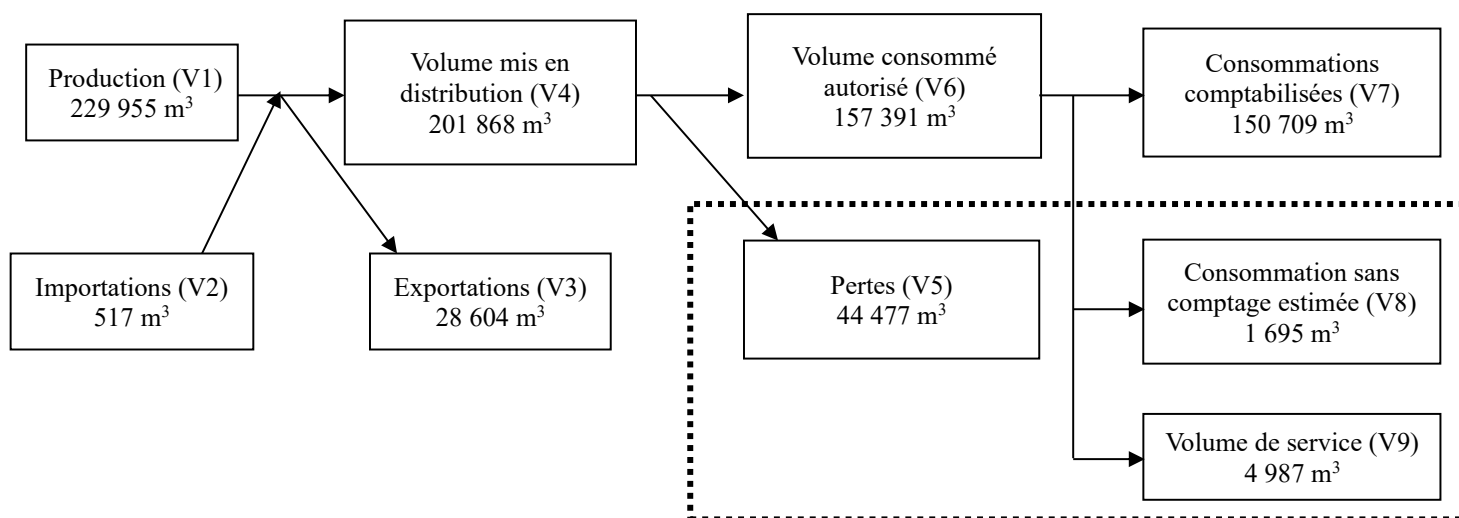 Production (V1)
229 955 m³
Volume mis en
distribution (V4)
201 868 m³
Volume consommé
autorisé (V6)
157 391 m³
Consommations
comptabilisées (V7)
150 709 m³
Importations (V2)
517 m³
Exportations (V3)
28 604 m³
Pertes (V5)
44 477 m³
Consommation sans
comptage estimée (V8)
1 695 m³
Volume de service (V9)
4 987 m³